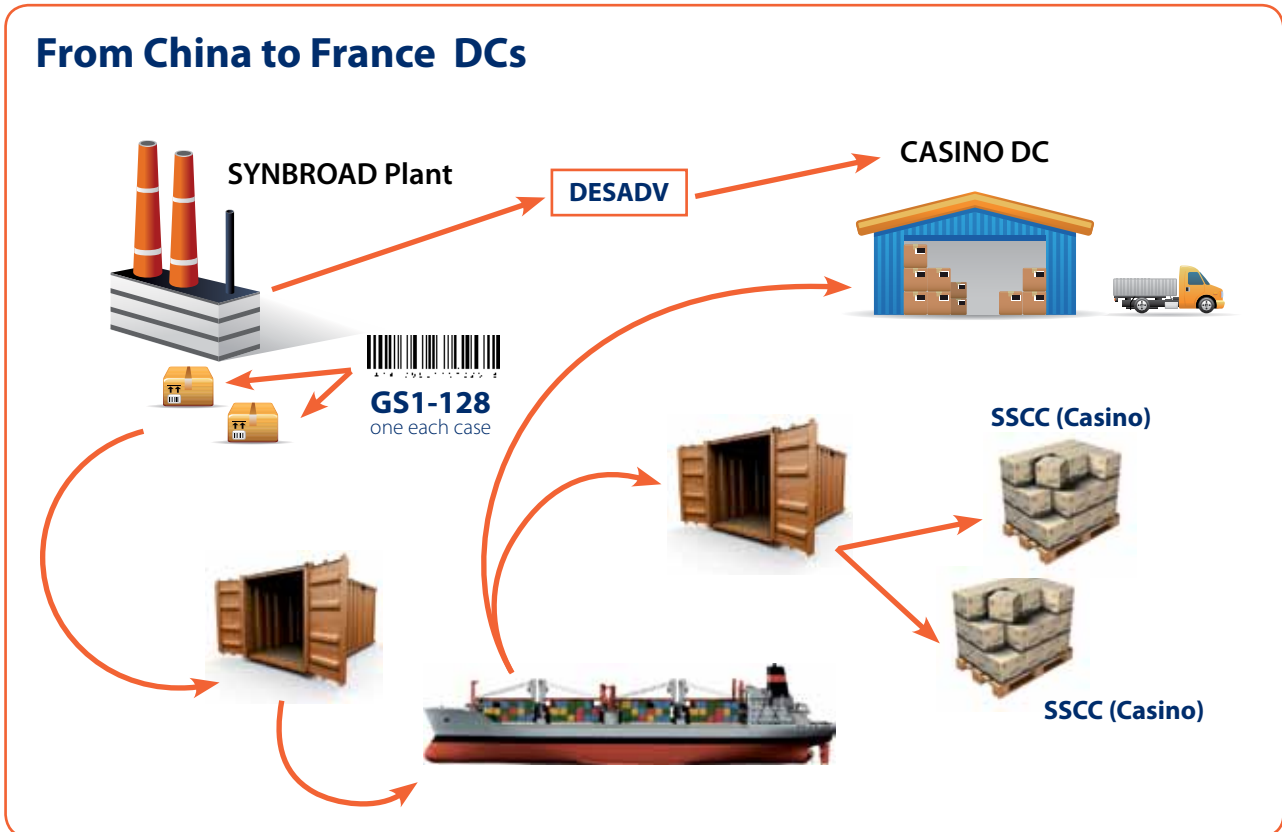 From China to France DCs
SYNBROAD Plant
DESADV
CASINO DC
GS1-128
one each case
SSCC (Casino)
SSCC (Casino)